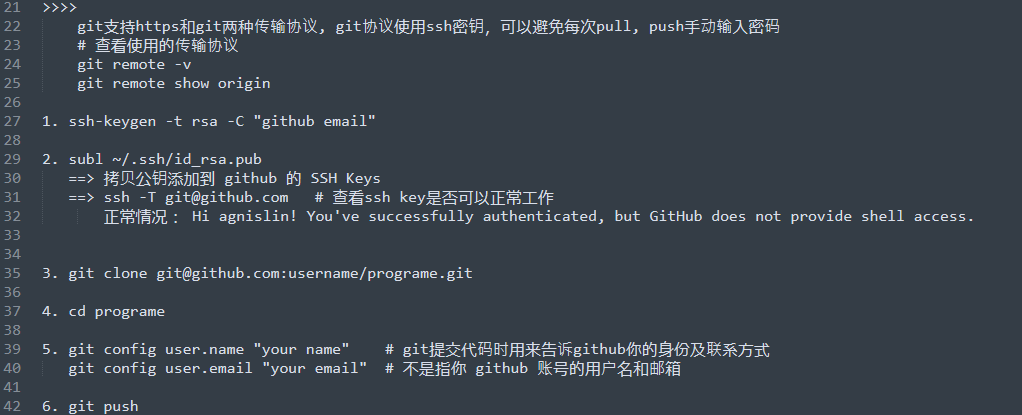 21 >>>>
22 git支持https和git两种传输协议, git协议使用ssh密钥, 可以避免每次pull, push手动输入密码
23 # 查看使用的传输协议
24 git remote -v
25 git remote show origin
26
27 1. ssh-keygen -t rsa -C "github email"
28
29 2. subl ~/.ssh/id_rsa.pub
30 ==> 拷贝公钥添加到 github 的 SSH Keys
31 ==> ssh -T git@github.com # 查看ssh key是否可以正常工作
32 正常情况: Hi agnislin! You've successfully authenticated, but GitHub does not provide shell access.
33
34
35 3. git clone git@github.com:username/programe.git
36
37 4. cd programe
38
39 5. git config user.name "your name" # git提交代码时用来告诉github你的身份及联系方式
40 git config user.email "your email" # 不是指你 github 账号的用户名和邮箱
41
42 6. git push